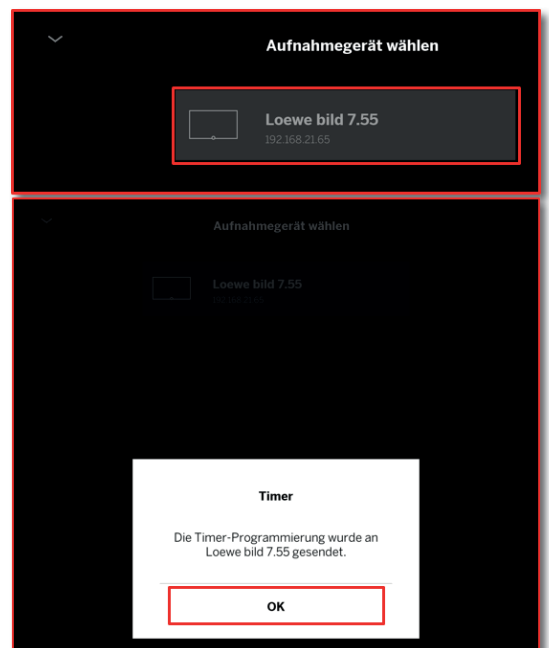 Aufnahmegerät wählen
Loewe bild 7.55
192.168.21.65
Aufnahmegerät wählen
Loewe bild 7.55
192.168.21.65
Timer
Die Timer-Programmierung wurde an
Loewe bild 7.55 gesendet.
OK